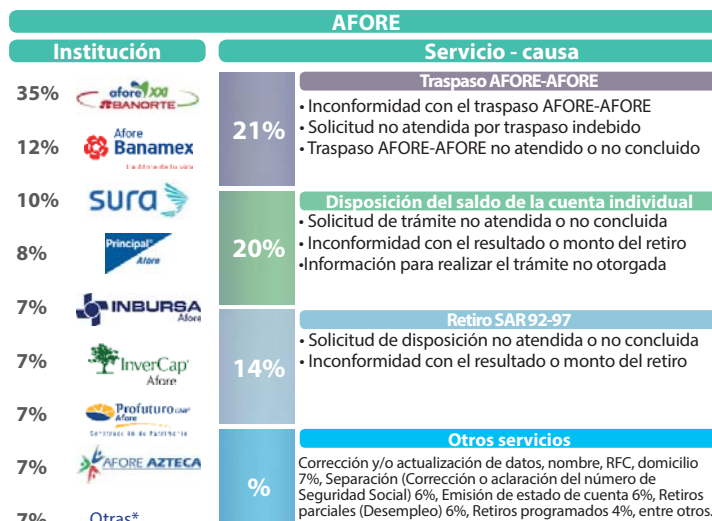 AFORE
Institución
Servicio - causa
35%
afore XXI
BANORTE
12%
Afore
Banamex
La Afore de tu vida
10%
sura
8%
Principal
Afore
7%
INBURSA
Afore
7%
InverCap
Afore
7%
Profuturo GNP
Afore
7%
AFORE AZTECA
7%
Otras*
21%
Traspaso AFORE-AFORE
• Inconformidad con el traspaso AFORE-AFORE
• Solicitud no atendida por traspaso indebido
• Traspaso AFORE-AFORE no atendido o no concluido
20%
Disposición del saldo de la cuenta individual
• Solicitud de trámite no atendida o no concluida
• Inconformidad con el resultado o monto del retiro
•Información para realizar el trámite no otorgada
14%
Retiro SAR 92-97
• Solicitud de disposición no atendida o no concluida
• Inconformidad con el resultado o monto del retiro
%
Otros servicios
Corrección y/o actualización de datos, nombre, RFC, domicilio
7%, Separación (Corrección o aclaración del número de
Seguridad Social) 6%, Emisión de estado de cuenta 6%, Retiros
parciales (Desempleo) 6%, Retiros programados 4%, entre otros.